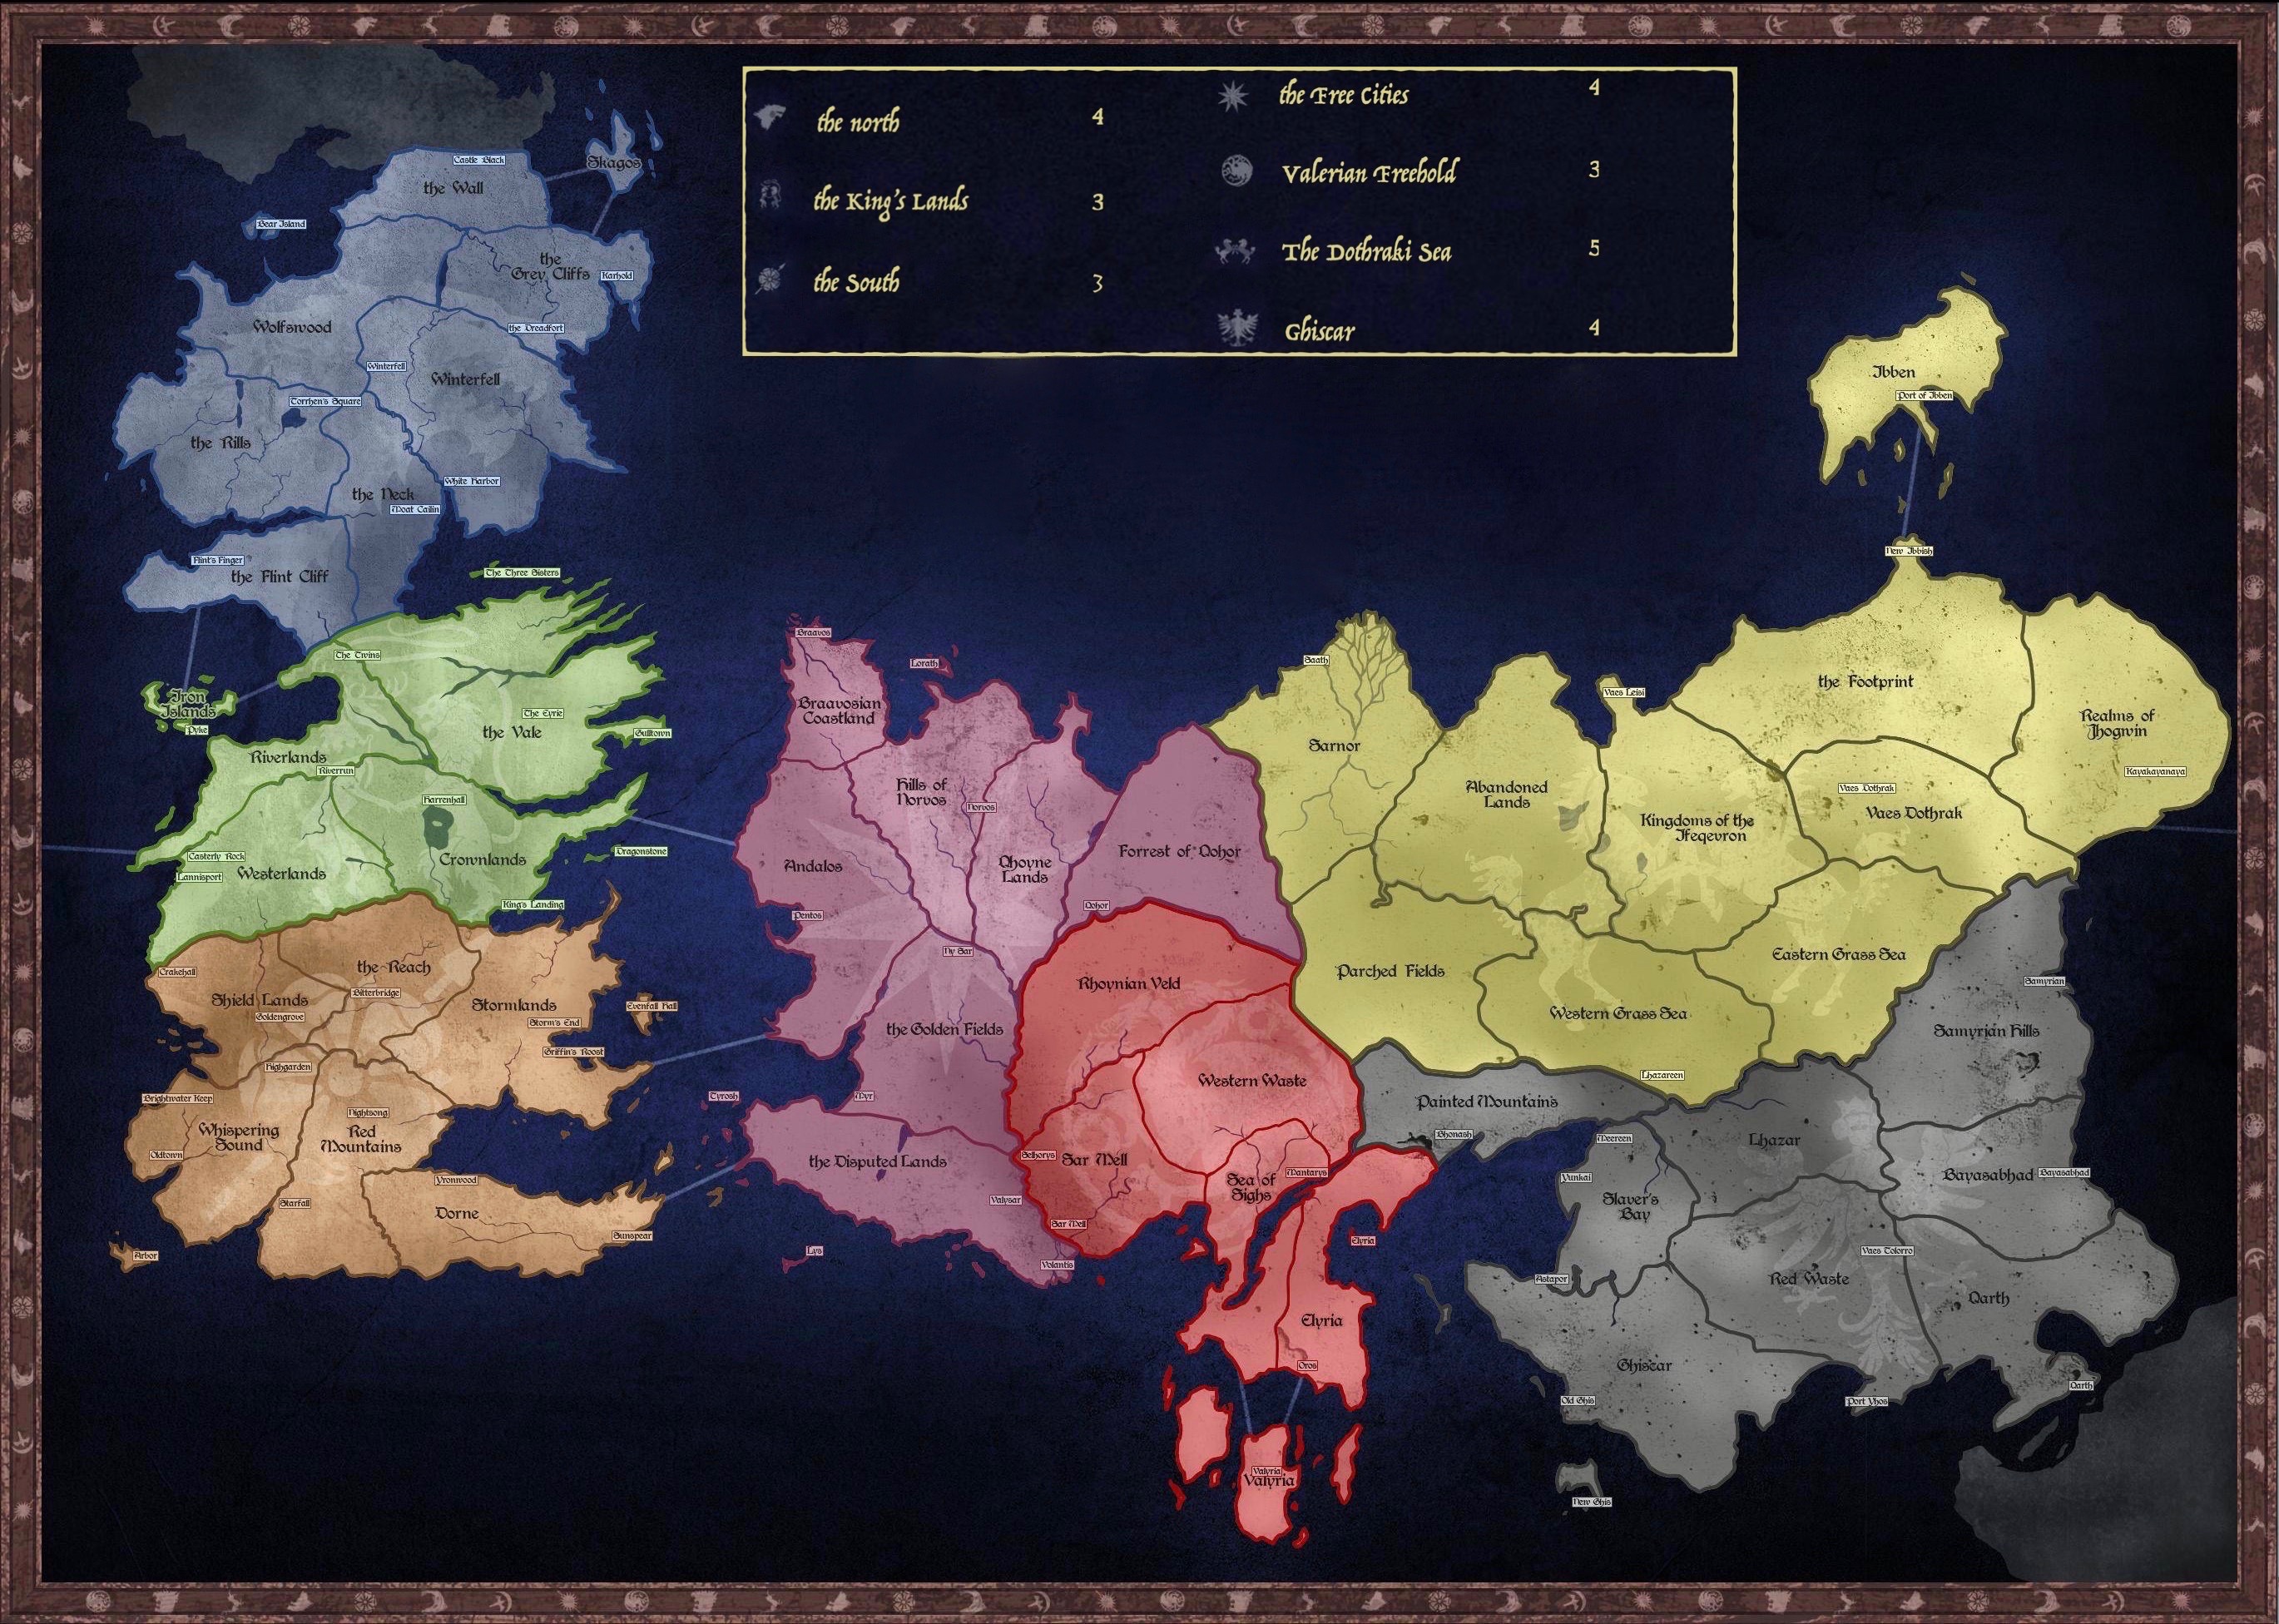 the north 4
the King's Lands 3
the South 3
the Free Cities 4
Valerian Freehold 3
The Dothraki Sea 5
Ghiscar 4
Castle Black
the Wall
Skagos
Bear Island
the
Grey Cliffs
Karhold
Wolfswood
the Dreadfort
Winterfell
Winterfell
Torrhen's Square
the Rills
White Harbor
the Neck
Moat Cailin
Flint's Finger
the Flint Cliff
The Three Sisters
The Twins
Iron
Islands
Pyke
The Eyrie
the Vale
Gulltown
Riverlands
Riverrun
Harrenhall
Casterly Rock
Lannisport
Westerlands
Crownlands
Dragonstone
King's Landing
Crakehall
the Reach
Bitterbridge
Shield Lands
Goldengrove
Stormlands
Storm's End
Evenfall Hall
Griffin's Roost
Highgarden
Brightwater Keep
Nightsong
Whispering
Sound
Red
Mountains
Oldtown
Starfall
Yronwood
Dorne
Sunspear
Arbor
Braavos
Lorath
Braavosian
Coastland
Hills of
Norvos
Norvos
Andalos
Qhoyne
Lands
Forrest of Qohor
Pentos
Qohor
Ny Sar
the Golden Fields
Tyrosh
Myr
the Disputed Lands
Valysar
Lys
Volantis
Rhoynian Veld
Western Waste
Selhorys
Sar Mell
Sar Mell
Sea of
Sighs
Mantarys
Elyria
Elyria
Oros
Valyria
Valyria
Ibben
Port of Ibben
New Ibbish
Saath
Sarnor
Vaes Leisi
Abandoned
Lands
Kingdoms of the
Ifeqevron
the Footprint
Realms of
Jhogwin
Kayakayanaya
Vaes Dothrak
Vaes Dothrak
Parched Fields
Western Grass Sea
Eastern Grass Sea
Lhazareen
Samyrian
Samyrian Hills
Painted Mountains
Bhorash
Meereen
Lhazar
Yunkai
Slaver's
Bay
Bayasabhad
Bayasabhad
Astapor
Vaes Tolorro
Red Waste
Qarth
Ghiscar
Old Ghis
Port Yhos
Qarth
New Ghis